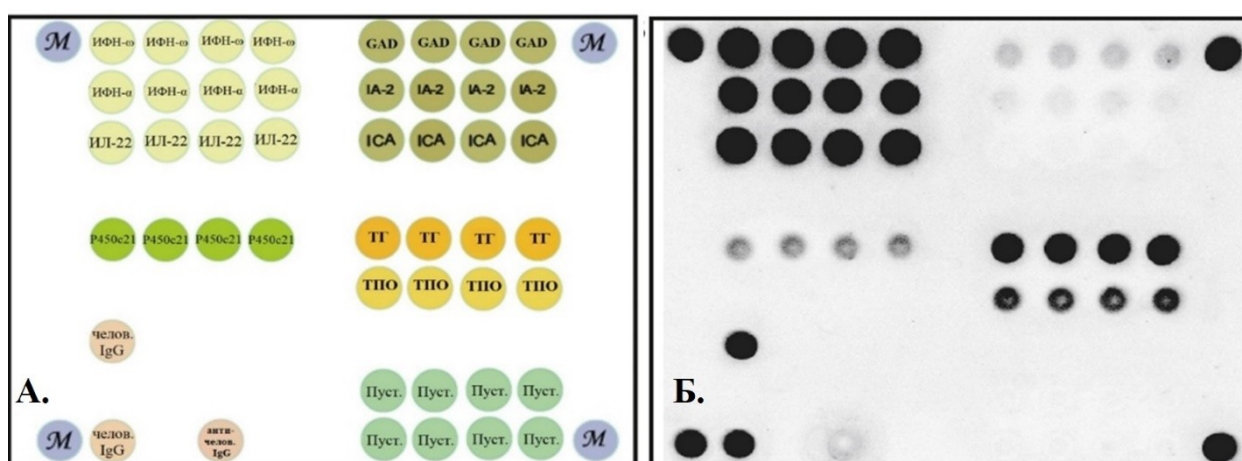 M ИФН-ω ИФН-ω ИФН-ω ИФН-ω GAD GAD GAD GAD M
ИФН-α ИФН-α ИФН-α ИФН-α IA-2 IA-2 IA-2 IA-2
ИЛ-22 ИЛ-22 ИЛ-22 ИЛ-22 ICA ICA ICA ICA
P450c21 P450c21 P450c21 P450c21 ТГ ТГ ТГ ТГ
ТПО ТПО ТПО ТПО
челов.
IgG
А. Пуст. Пуст. Пуст. Пуст.
M челов.
IgG
анти-
челов.
IgG
Пуст. Пуст. Пуст. Пуст. M
Б.